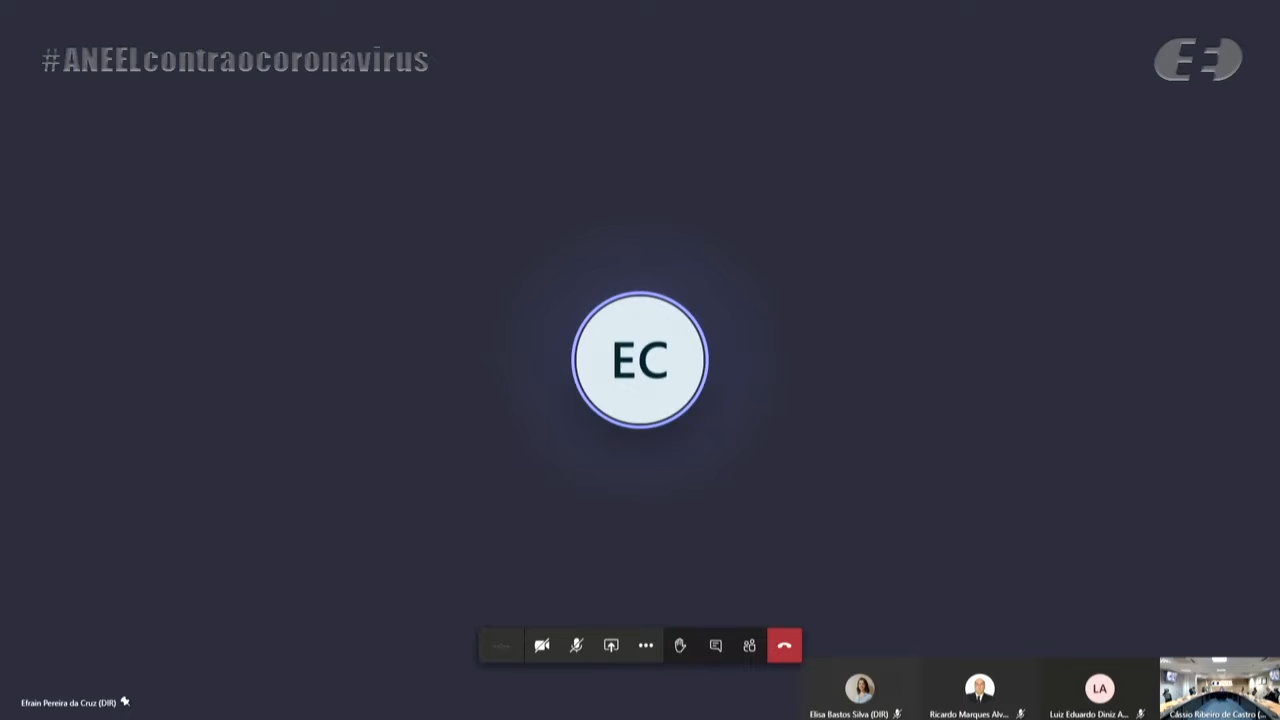 #ANEELcontraocoronavirus
EC
Efrain Pereira da Cruz (DIR)
Elisa Bastos Silva (DIR)
Ricardo Marques Alv...
LA
Luiz Eduardo Diniz A...
Cássio Ribeiro de Castro (...